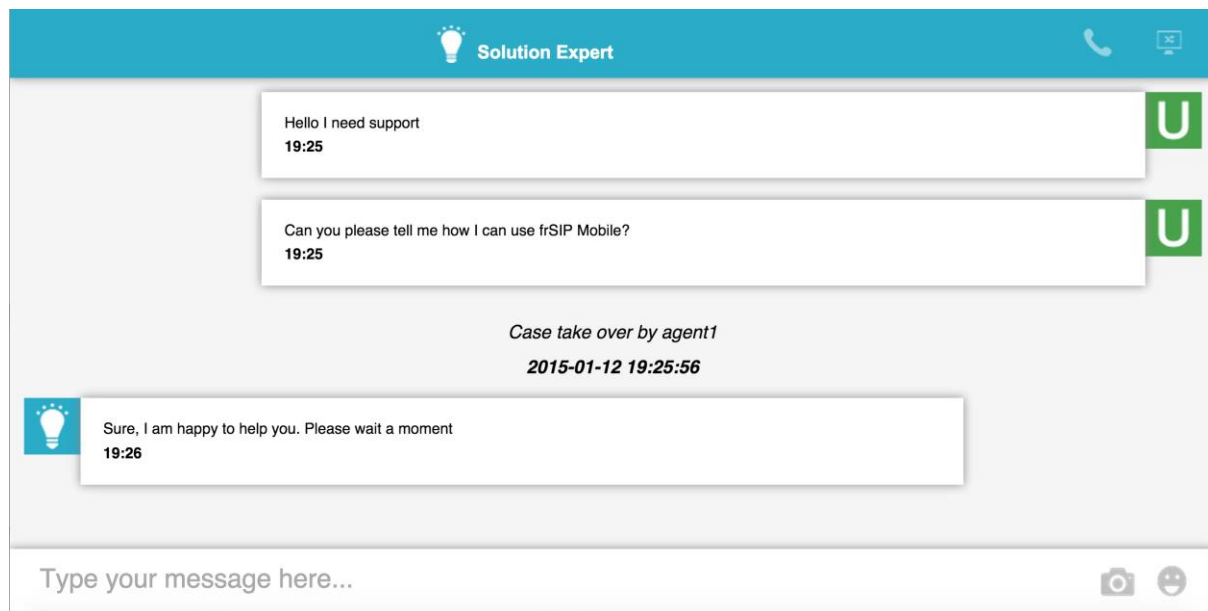 Solution Expert
Hello I need support
19:25
U
Can you please tell me how I can use frSIP Mobile?
19:25
U
Case take over by agent1
2015-01-12 19:25:56
Sure, I am happy to help you. Please wait a moment
19:26
Type your message here...